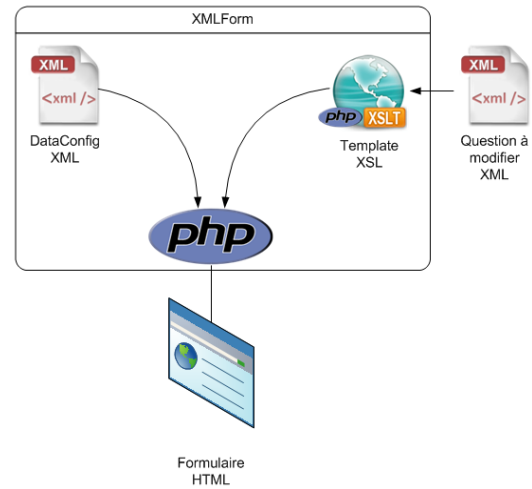 XMLForm
XML
<xml />
DataConfig
XML
php
XSLT
Template
XSL
XML
<xml />
Question à
modifier
XML
php
Formulaire
HTML